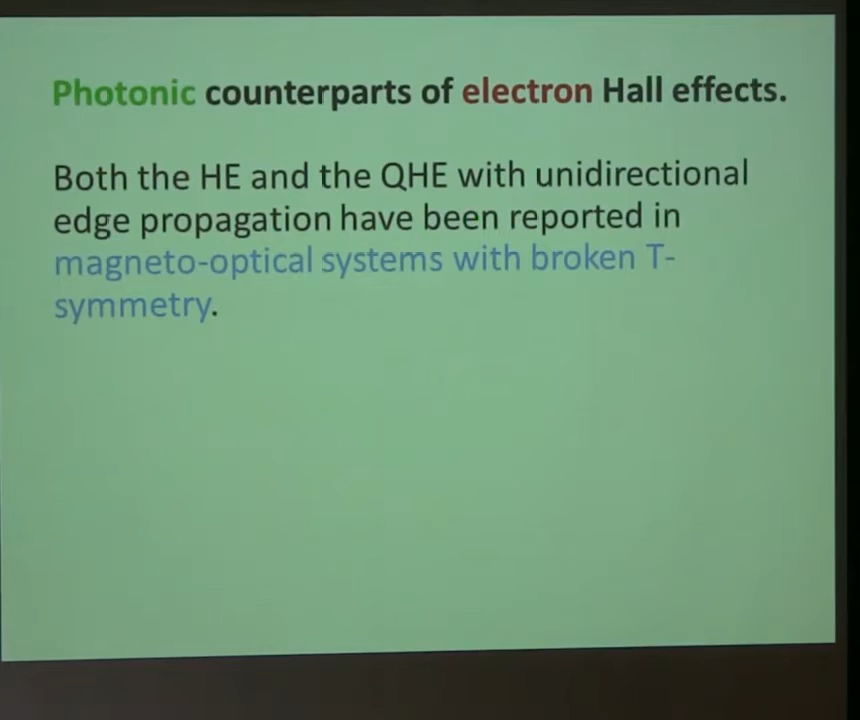 Photonic counterparts of electron Hall effects.
Both the HE and the QHE with unidirectional
edge propagation have been reported in
magneto-optical systems with broken T-
symmetry.